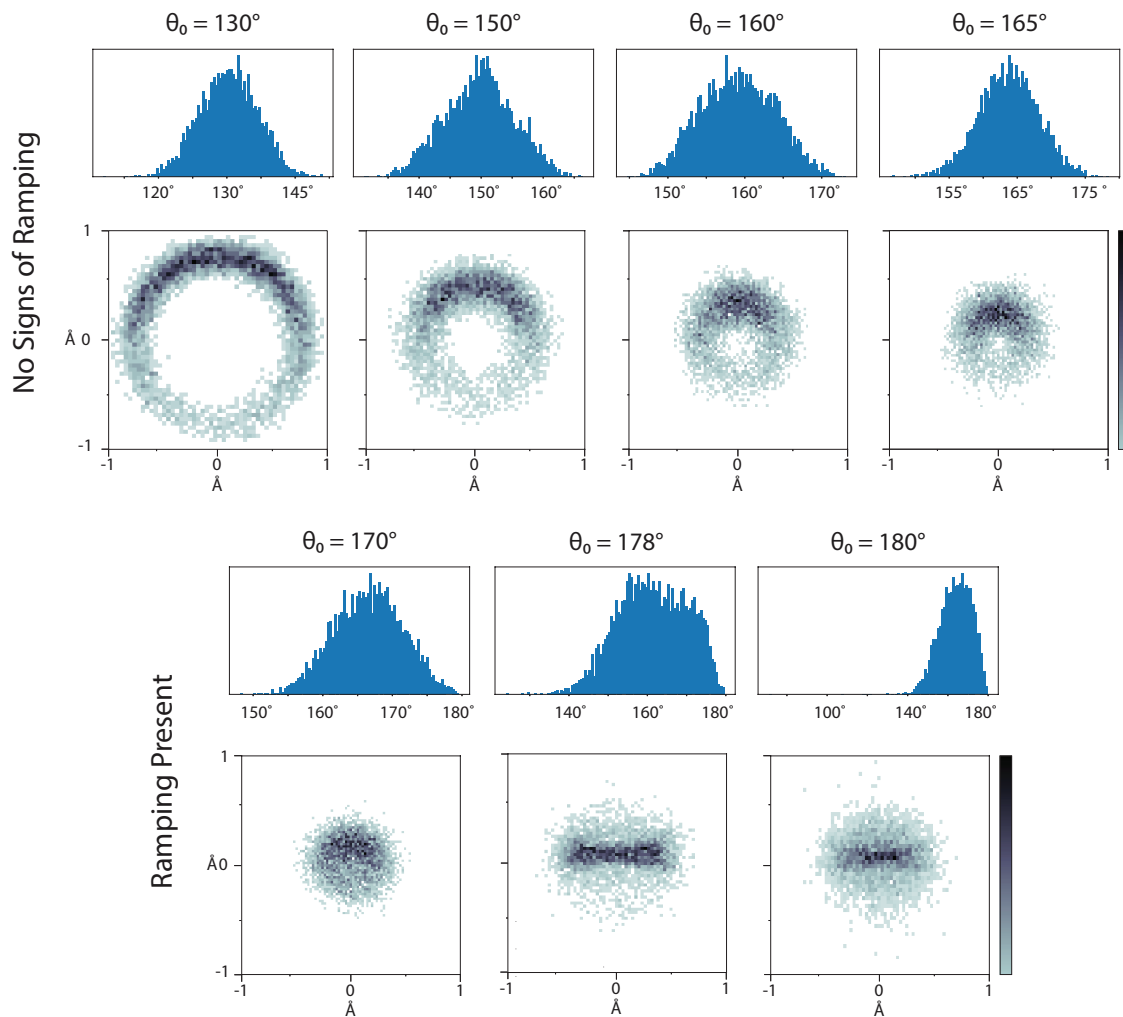 θ₀ = 130° θ₀ = 150° θ₀ = 160° θ₀ = 165°
No Signs of Ramping
120° 130° 145° 140° 150° 160° 150° 160° 170° 155° 165° 175°
1
Å 0
-1
-1 0 1 -1 0 1 -1 0 1 -1 0 1
Å Å Å Å
θ₀ = 170° θ₀ = 178° θ₀ = 180°
Ramping Present
150° 160° 170° 180° 140° 160° 180° 100° 140° 180°
1
Å 0
-1
-1 0 1 -1 0 1 -1 0 1
Å Å Å